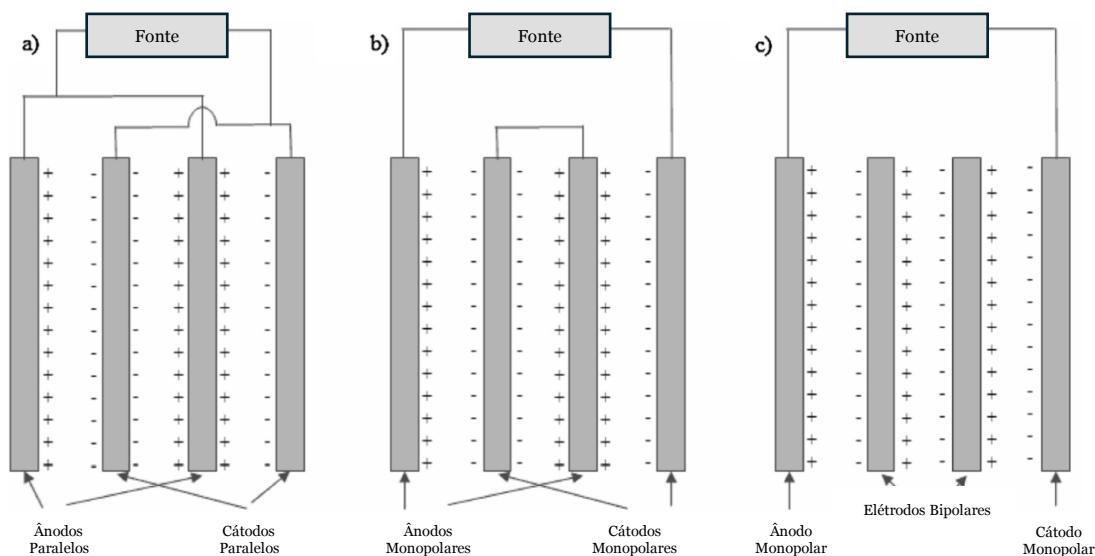 a)
Fonte
b)
Fonte
c)
Fonte
Ânodos
Paralelos
Cátodos
Paralelos
Ânodos
Monopolares
Cátodos
Monopolares
Ânodo
Monopolar
Elétrodos Bipolares
Cátodo
Monopolar